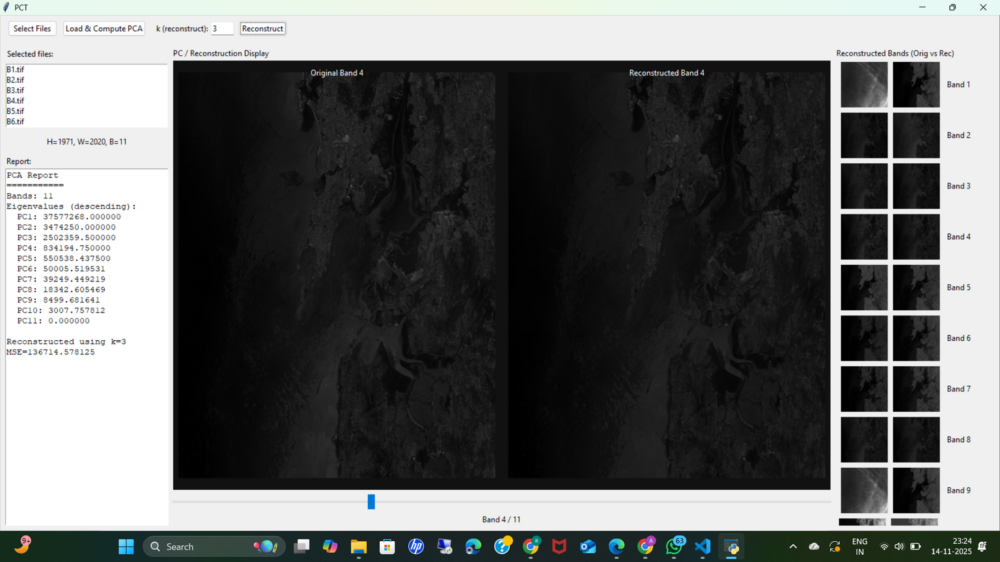 PCT
Select Files
Load & Compute PCA
k (reconstruct): 3
Reconstruct
Selected files:
B1.tif
B2.tif
B3.tif
B4.tif
B5.tif
B6.tif
H=1971, W=2020, B=11
Report:
PCA Report
===========
Bands: 11
Eigenvalues (descending):
PC1: 37577268.000000
PC2: 3474250.000000
PC3: 2502359.500000
PC4: 834194.750000
PC5: 550538.437500
PC6: 50005.519531
PC7: 39249.449219
PC8: 18342.605469
PC9: 8499.681641
PC10: 3007.757812
PC11: 0.000000
Reconstructed using k=3
MSE=136714.578125
PC / Reconstruction Display
Original Band 4
Reconstructed Band 4
Band 4 / 11
Reconstructed Bands (Orig vs Rec)
Band 1
Band 2
Band 3
Band 4
Band 5
Band 6
Band 7
Band 8
Band 9
9+
Search
hp
a
A
63
ENG
IN
23:24
14-11-2025